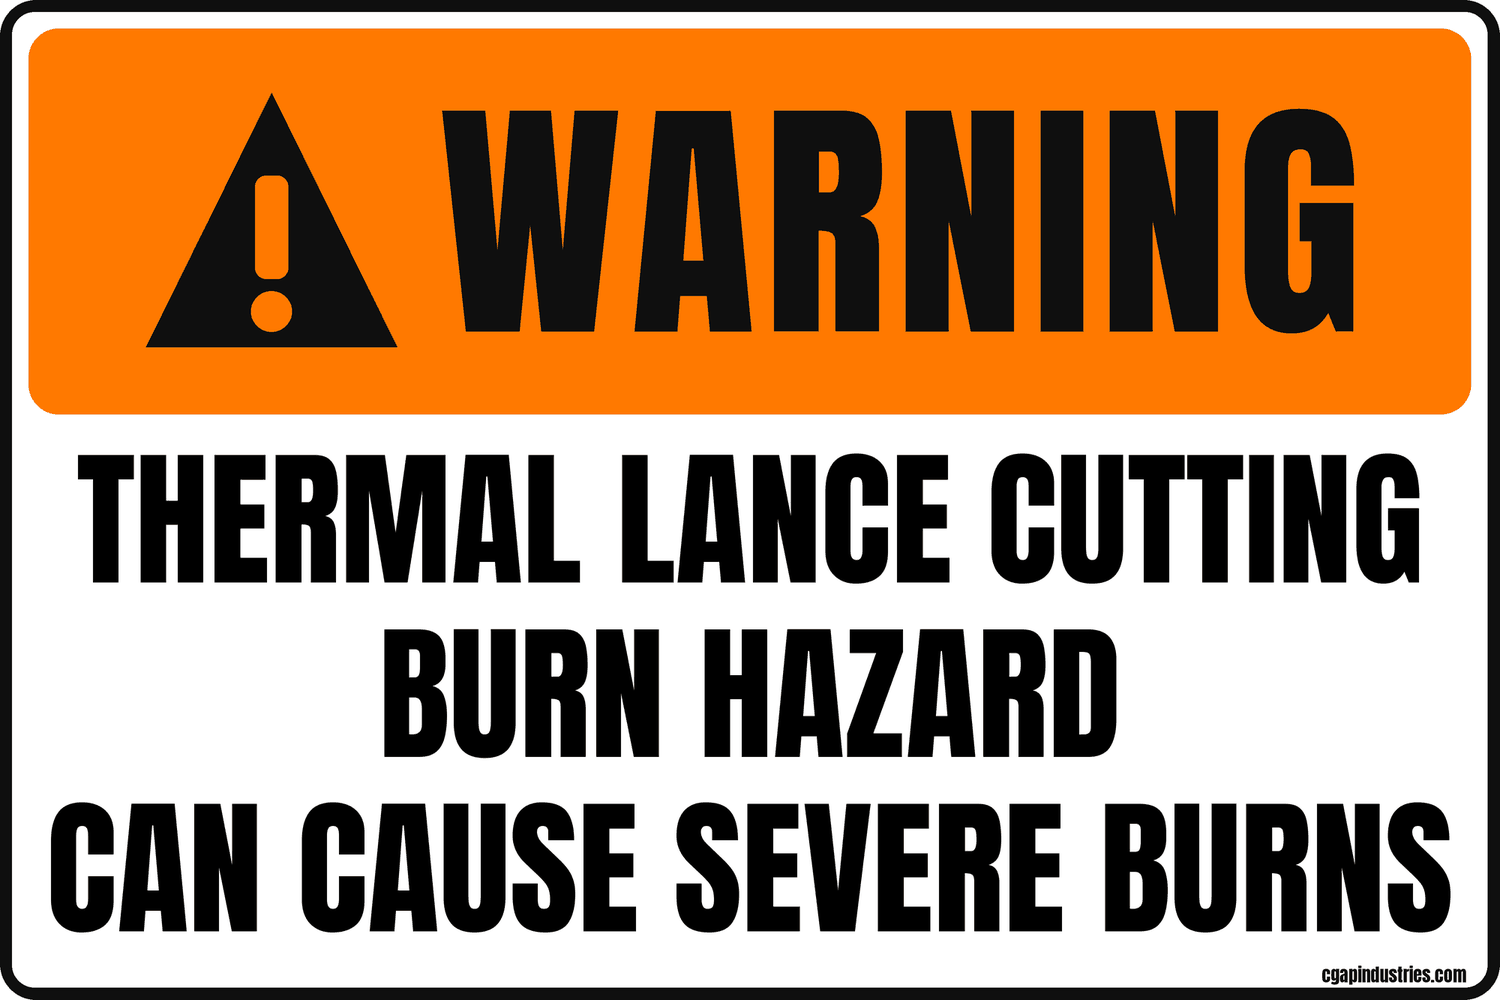 WARNING
THERMAL LANCE CUTTING
BURN HAZARD
CAN CAUSE SEVERE BURNS
cgapindustries.com